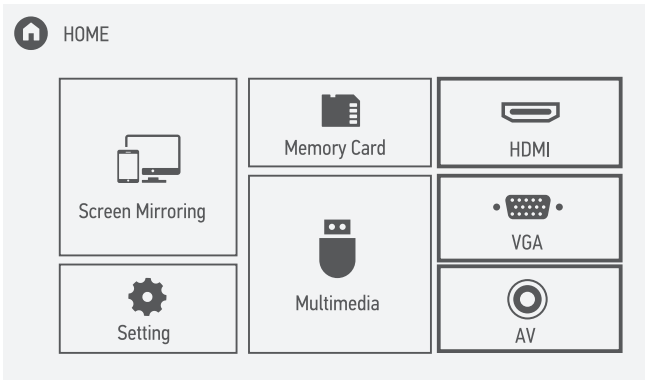 HOME
Screen Mirroring
Setting
Memory Card
Multimedia
HDMI
VGA
AV